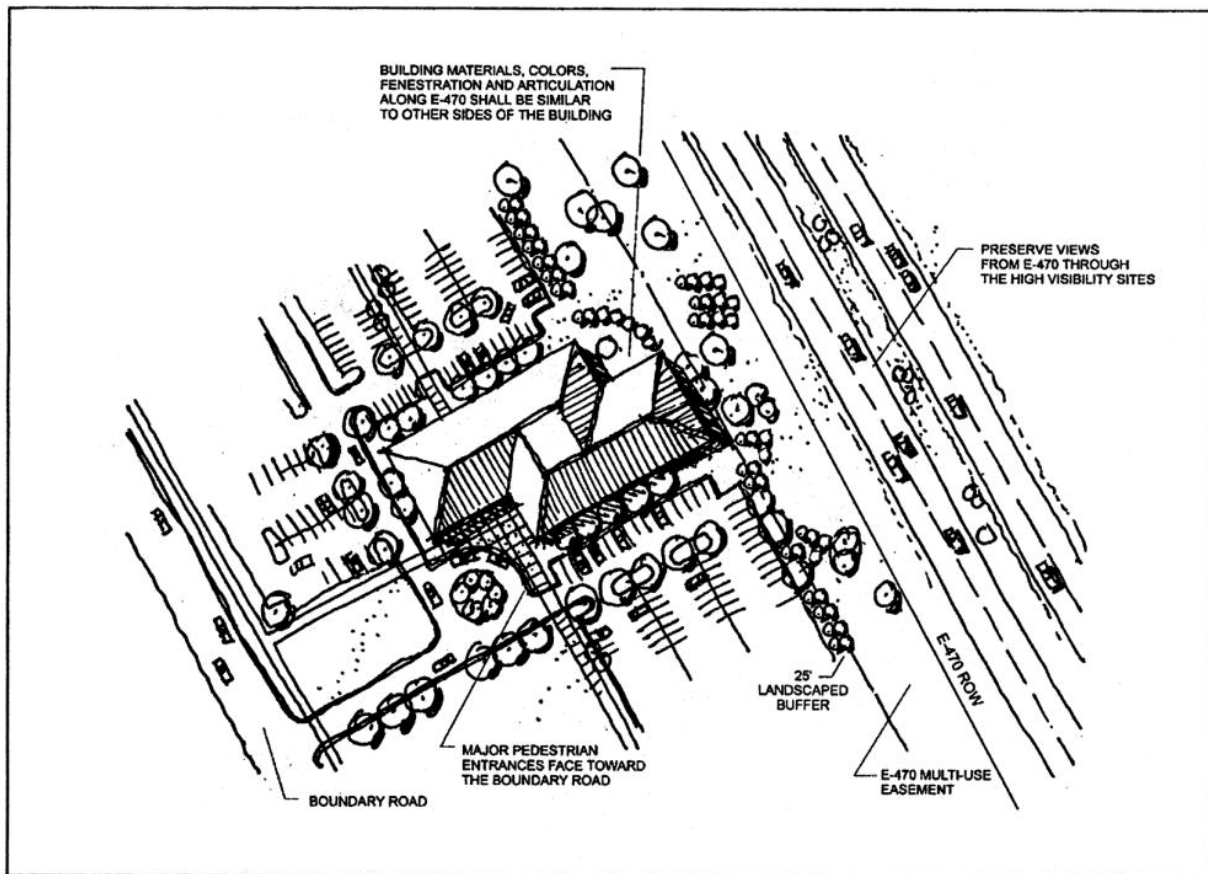 BUILDING MATERIALS, COLORS,
FENESTRATION AND ARTICULATION
ALONG E-470 SHALL BE SIMILAR
TO OTHER SIDES OF THE BUILDING
PRESERVE VIEWS
FROM E-470 THROUGH
THE HIGH VISIBILITY SITES
25'
LANDSCAPED
BUFFER
E-470 ROW
MAJOR PEDESTRIAN
ENTRANCES FACE TOWARD
THE BOUNDARY ROAD
E-470 MULTI-USE
EASEMENT
BOUNDARY ROAD